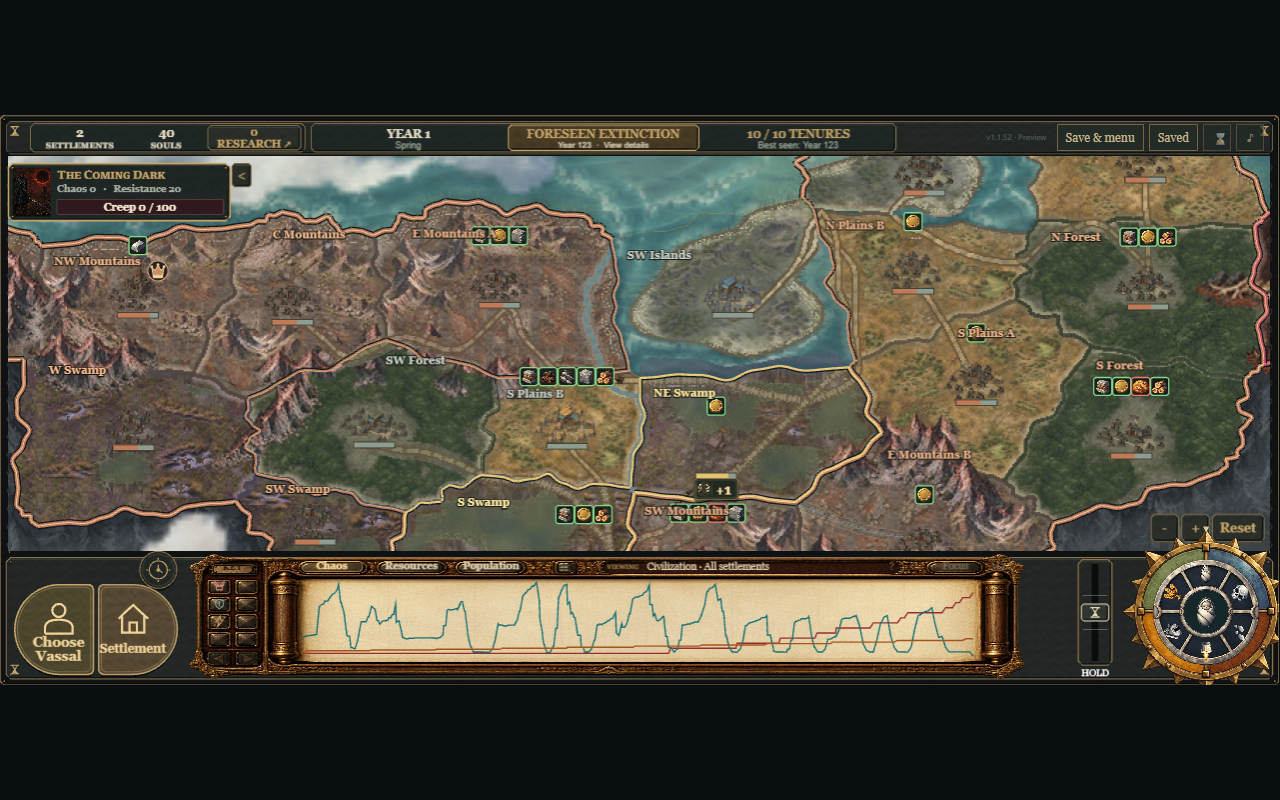 2
SETTLEMENTS
40
SOULS
0
RESEARCH ↗
YEAR 1
Spring
FORESEEN EXTINCTION
Year 123 · View details
10 / 10 TENURES
Best seen: Year 123
v1.1.52 · Preview
Save & menu
Saved
THE COMING DARK
Chaos 0 · Resistance 20
Creep 0 / 100
<
C Mountains
E Mountains A
NW Mountains
SW Islands
N Plains B
N Forest
S Plains A
SW Forest
W Swamp
S Plains B
NE Swamp
S Forest
E Mountains B
SW Swamp
S Swamp
+1
SW Mountains
-
+
Reset
Choose
Vassal
Settlement
Chaos
Resources
Population
VIEWING
Civilization · All settlements
HOLD